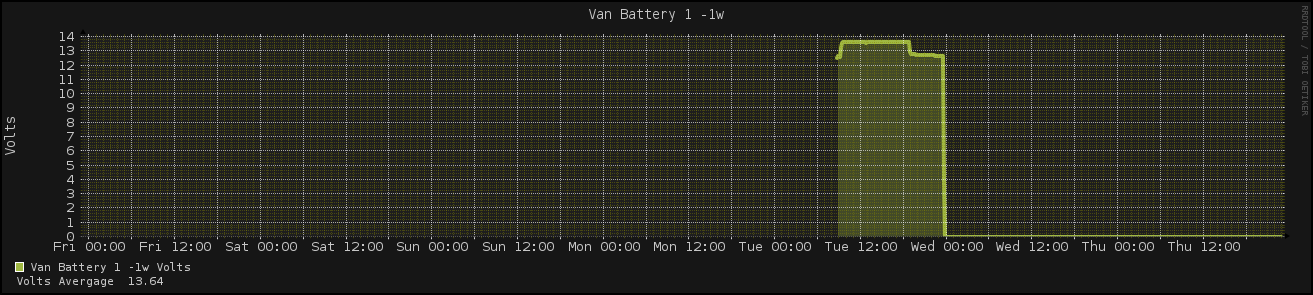 Van Battery 1 -1w
RRDTOOL / TOBI OETIKER
Volts
14
13
12
11
10
9
8
7
6
5
4
3
2
1
0
Fri 00:00 Fri 12:00 Sat 00:00 Sat 12:00 Sun 00:00 Sun 12:00 Mon 00:00 Mon 12:00 Tue 00:00 Tue 12:00 Wed 00:00 Wed 12:00 Thu 00:00 Thu 12:00
Van Battery 1 -1w Volts
Volts Avergage 13.64